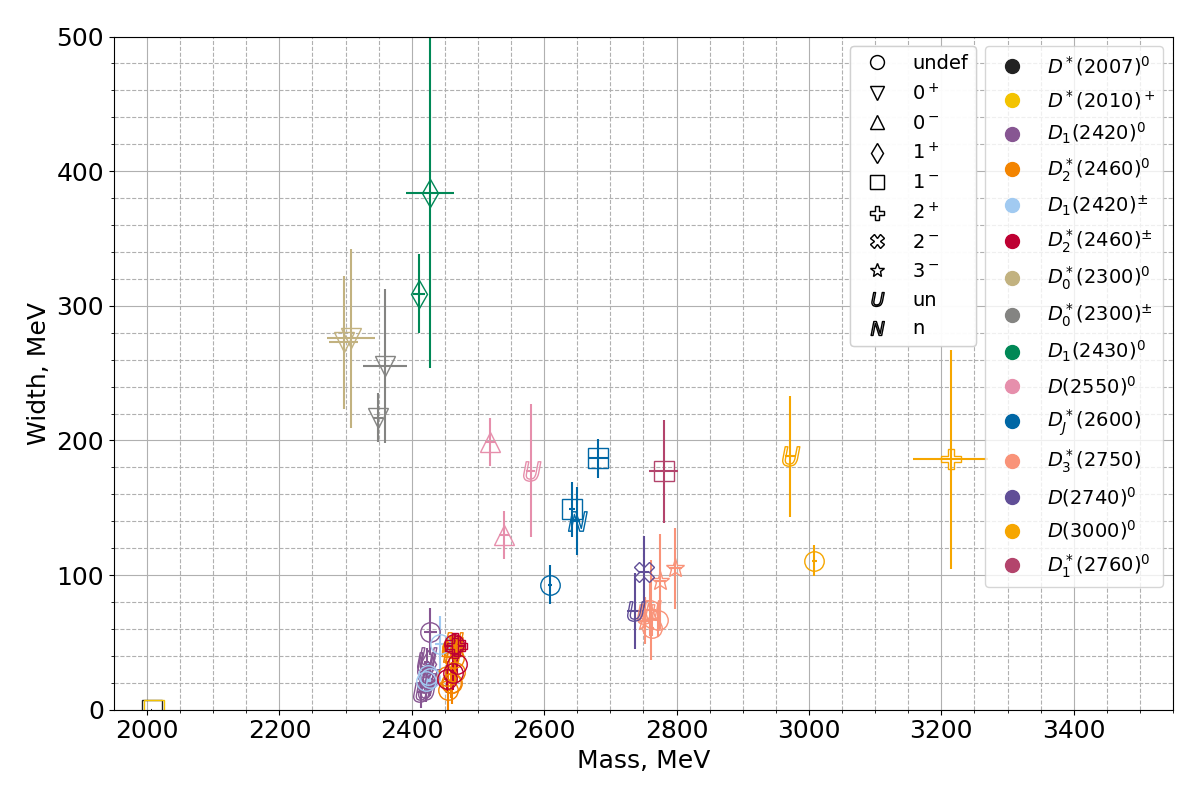 500
400
300
200
100
0
Width, MeV
2000 2200 2400 2600 2800 3000 3200 3400
Mass, MeV
undef
0⁺
0⁻
1⁺
1⁻
2⁺
2⁻
3⁻
un
n
D*(2007)⁰
D*(2010)⁺
D₁(2420)⁰
D₂*(2460)⁰
D₁(2420)±
D₂*(2460)±
D₀*(2300)⁰
D₀*(2300)±
D₁(2430)⁰
D(2550)⁰
D_J*(2600)
D₃*(2750)
D(2740)⁰
D(3000)⁰
D₁*(2760)⁰